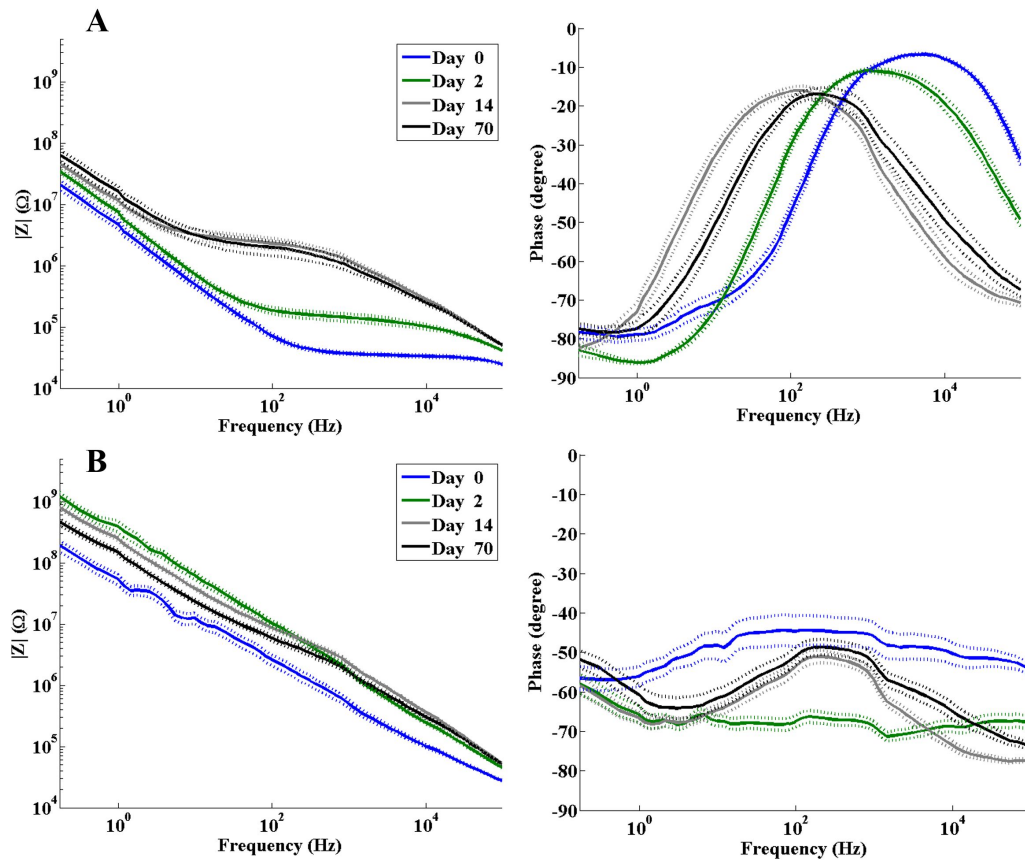 A
|Z| (Ω)
10⁹
10⁸
10⁷
10⁶
10⁵
10⁴
10⁰
10²
10⁴
Frequency (Hz)
Day 0
Day 2
Day 14
Day 70
Phase (degree)
0
-10
-20
-30
-40
-50
-60
-70
-80
-90
10⁰
10²
10⁴
Frequency (Hz)
B
|Z| (Ω)
10⁹
10⁸
10⁷
10⁶
10⁵
10⁴
10⁰
10²
10⁴
Frequency (Hz)
Day 0
Day 2
Day 14
Day 70
Phase (degree)
0
-10
-20
-30
-40
-50
-60
-70
-80
-90
10⁰
10²
10⁴
Frequency (Hz)